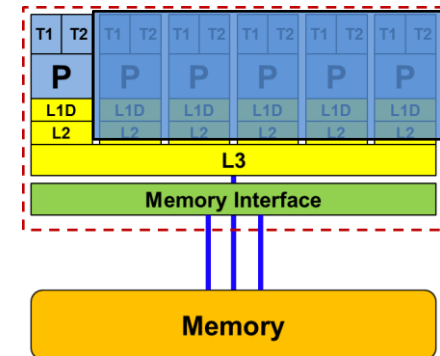 T1 T2 T1 T2 T1 T2 T1 T2 T1 T2 T1 T2
P P P P P P
L1D L1D L1D L1D L1D L1D
L2 L2 L2 L2 L2 L2
L3
Memory Interface
Memory